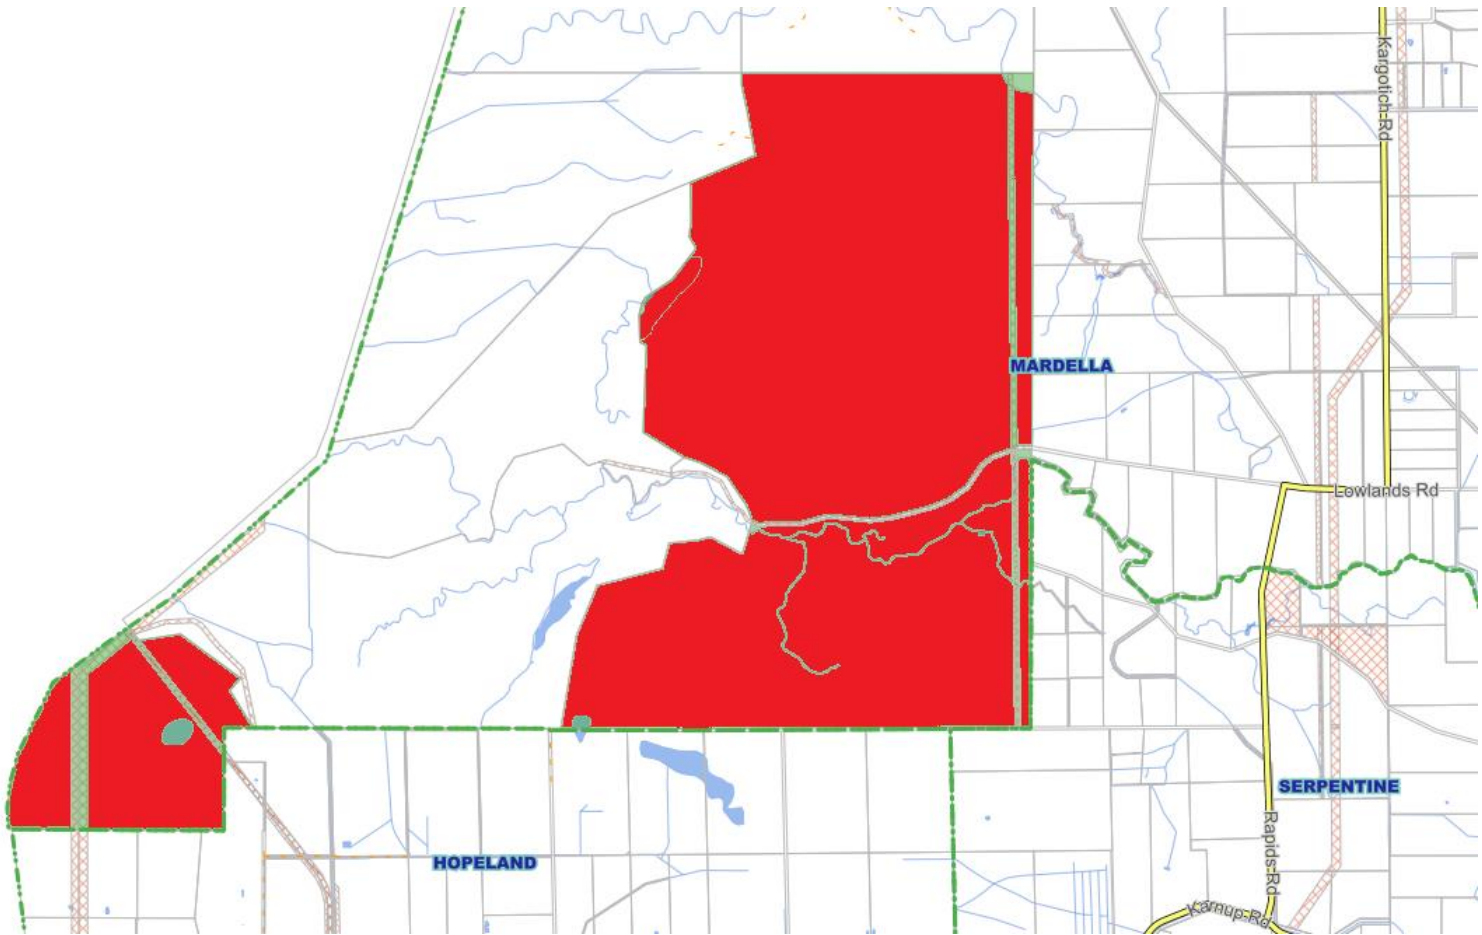 Kargotich Rd
MARDELLA
Lowlands Rd
SERPENTINE
Rapids Rd
HOPELAND
Karnup Rd